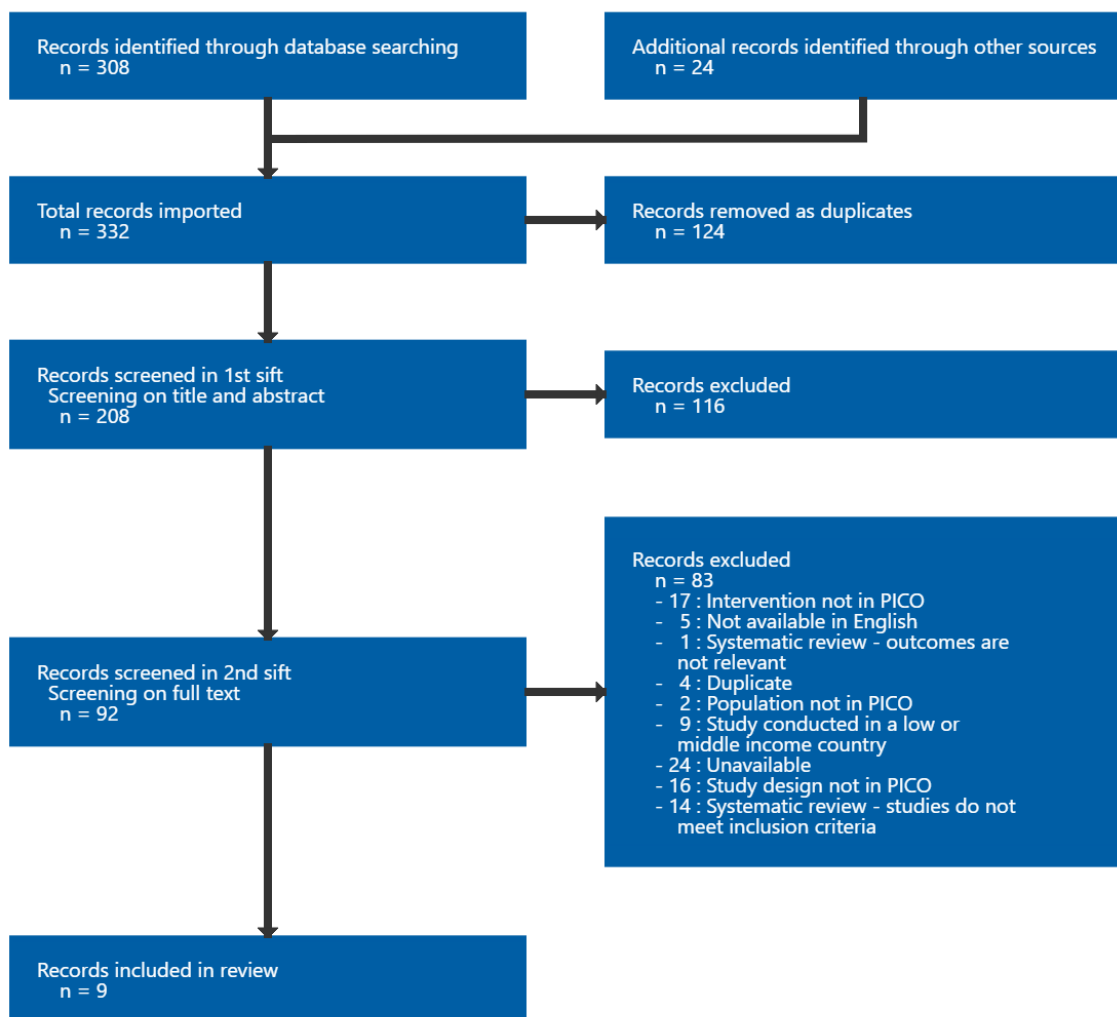 Records identified through database searching
n = 308
Additional records identified through other sources
n = 24
Total records imported
n = 332
Records removed as duplicates
n = 124
Records screened in 1st sift
Screening on title and abstract
n = 208
Records excluded
n = 116
Records screened in 2nd sift
Screening on full text
n = 92
Records excluded
n = 83
- 17 : Intervention not in PICO
- 5 : Not available in English
- 1 : Systematic review - outcomes are
not relevant
- 4 : Duplicate
- 2 : Population not in PICO
- 9 : Study conducted in a low or
middle income country
- 24 : Unavailable
- 16 : Study design not in PICO
- 14 : Systematic review - studies do not
meet inclusion criteria
Records included in review
n = 9